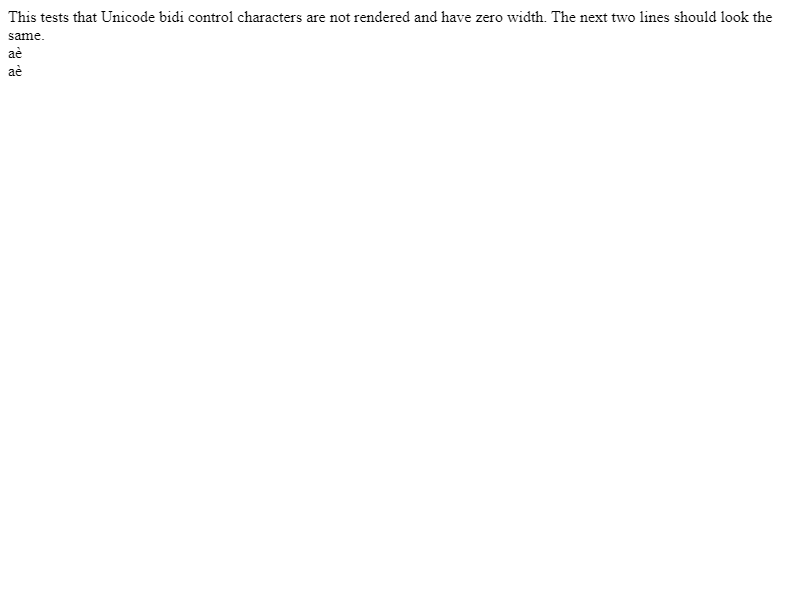 This tests that Unicode bidi control characters are not rendered and have zero width. The next two lines should look the
same.
aè
aè